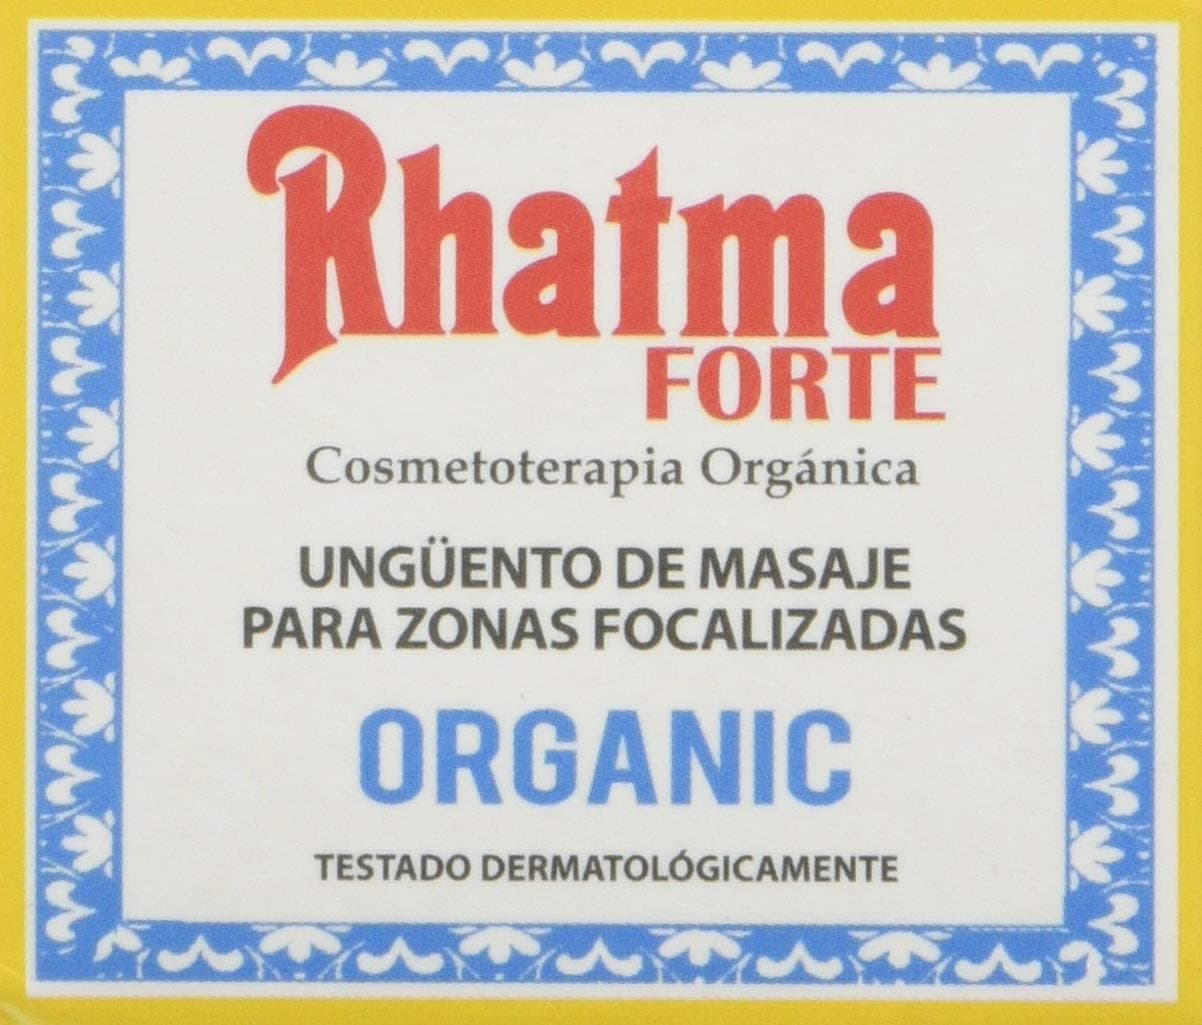 Rhatma
FORTE
Cosmetoterapia Orgánica
UNGÜENTO DE MASAJE
PARA ZONAS FOCALIZADAS
ORGANIC
TESTADO DERMATOLÓGICAMENTE